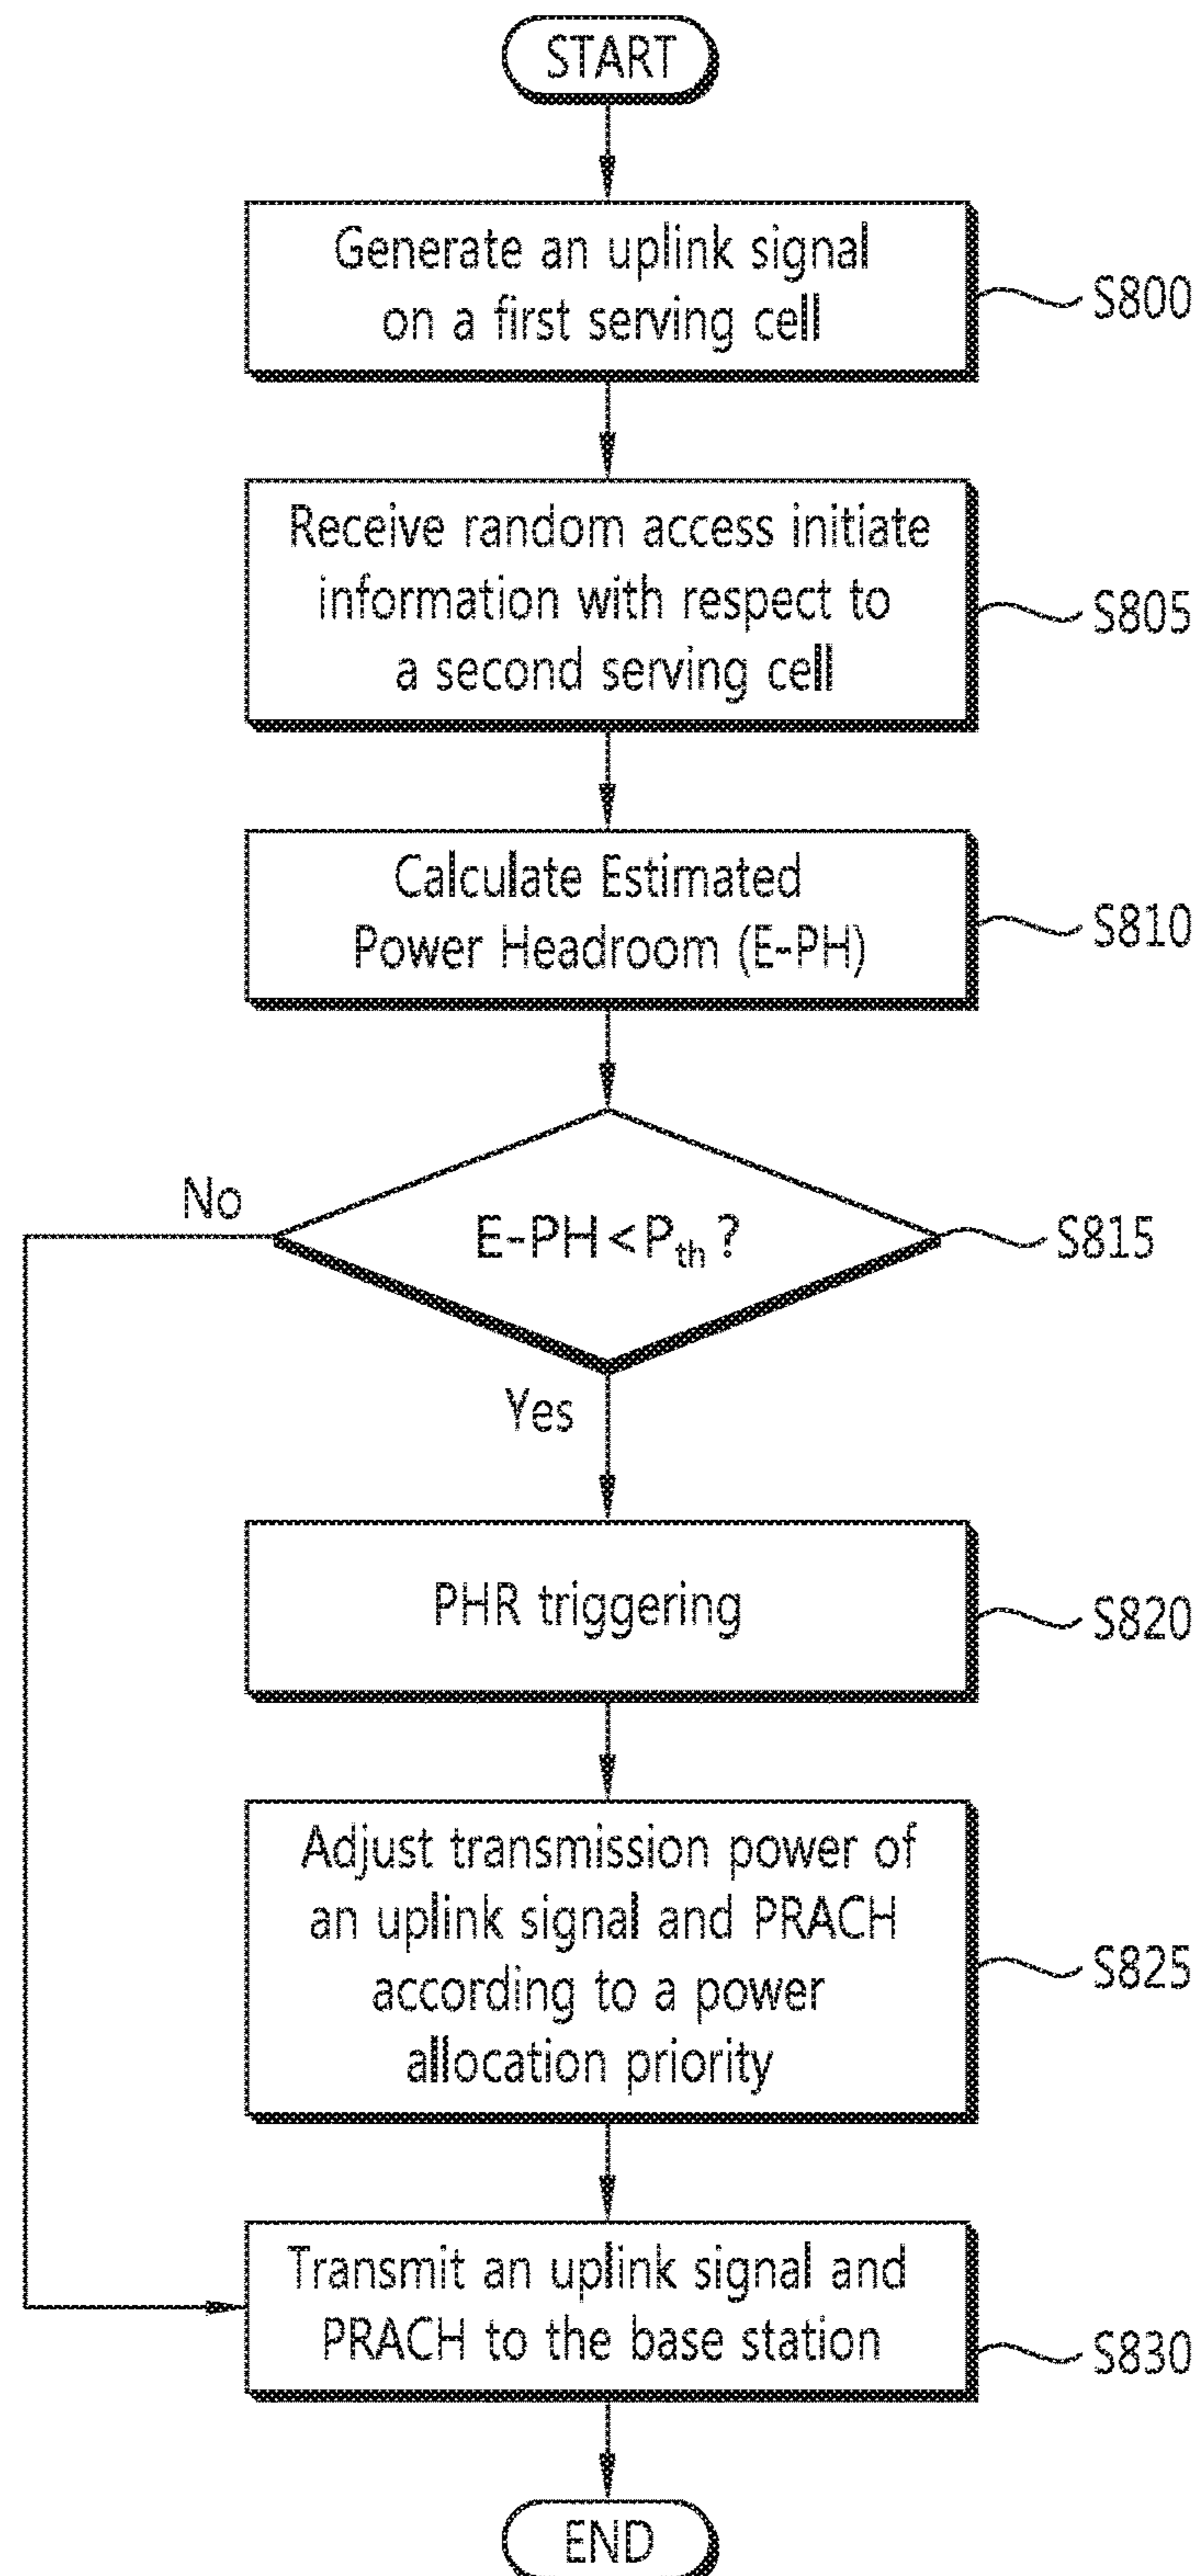 START
Generate an uplink signal
on a first serving cell
S800
Receive random access initiate
information with respect to
a second serving cell
S805
Calculate Estimated
Power Headroom (E-PH)
S810
No
E-PH < Pth ?
S815
Yes
PHR triggering
S820
Adjust transmission power of
an uplink signal and PRACH
according to a power
allocation priority
S825
Transmit an uplink signal and
PRACH to the base station
S830
END